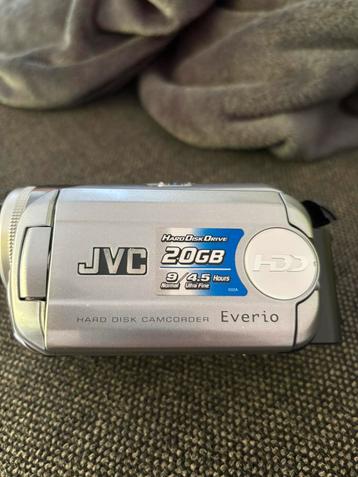 JVC
HARD DISK DRIVE
20GB
9/4.5 Hours
Normal Ultra Fine
HDD
HARD DISK CAMCORDER Everio